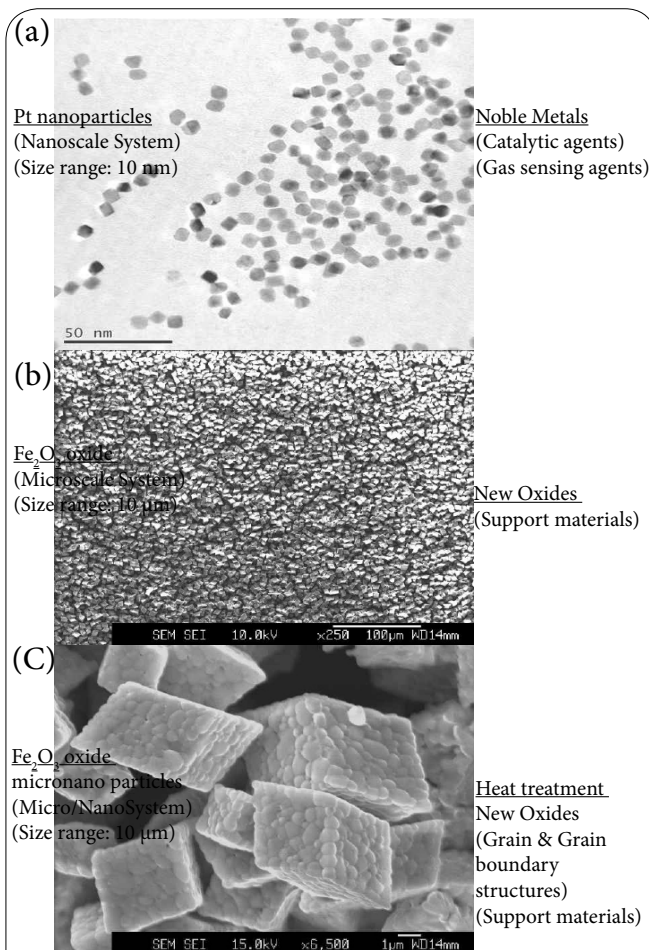 (a)
Pt nanoparticles
(Nanoscale System)
(Size range: 10 nm)
Noble Metals
(Catalytic agents)
(Gas sensing agents)
50 nm
(b)
Fe₂O₃ oxide
(Microscale System)
(Size range: 10 μm)
New Oxides
(Support materials)
SEM SEI 10.0kV ×250 100μm WD14mm
(C)
Fe₂O₃ oxide
micronano particles
(Micro/NanoSystem)
(Size range: 10 μm)
Heat treatment
New Oxides
(Grain & Grain
boundary
structures)
(Support materials)
SEM SEI 15.0kV ×6,500 1μm WD14mm